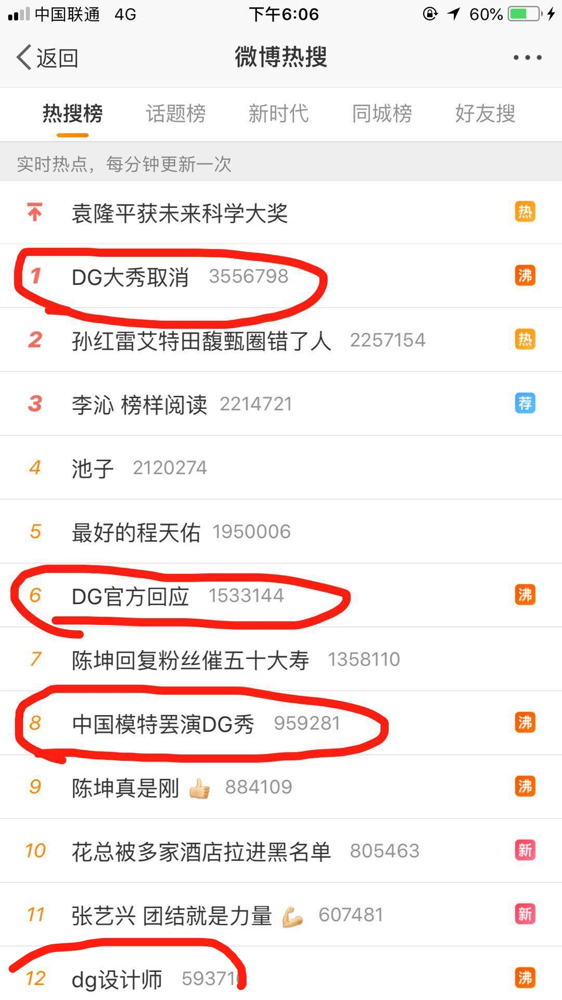 中国联通 4G 下午6:06 60%
返回 微博热搜
热搜榜 话题榜 新时代 同城榜 好友搜
实时热点，每分钟更新一次
袁隆平获未来科学大奖 热
1 DG大秀取消 3556798 沸
2 孙红雷艾特田馥甄圈错了人 2257154 热
3 李沁 榜样阅读 2214721 荐
4 池子 2120274
5 最好的程天佑 1950006
6 DG官方回应 1533144 沸
7 陈坤回复粉丝催五十大寿 1358110
8 中国模特罢演DG秀 959281 沸
9 陈坤真是刚 👍🏻 884109 沸
10 花总被多家酒店拉进黑名单 805463 新
11 张艺兴 团结就是力量 💪🏻 607481 新
12 dg设计师 沸